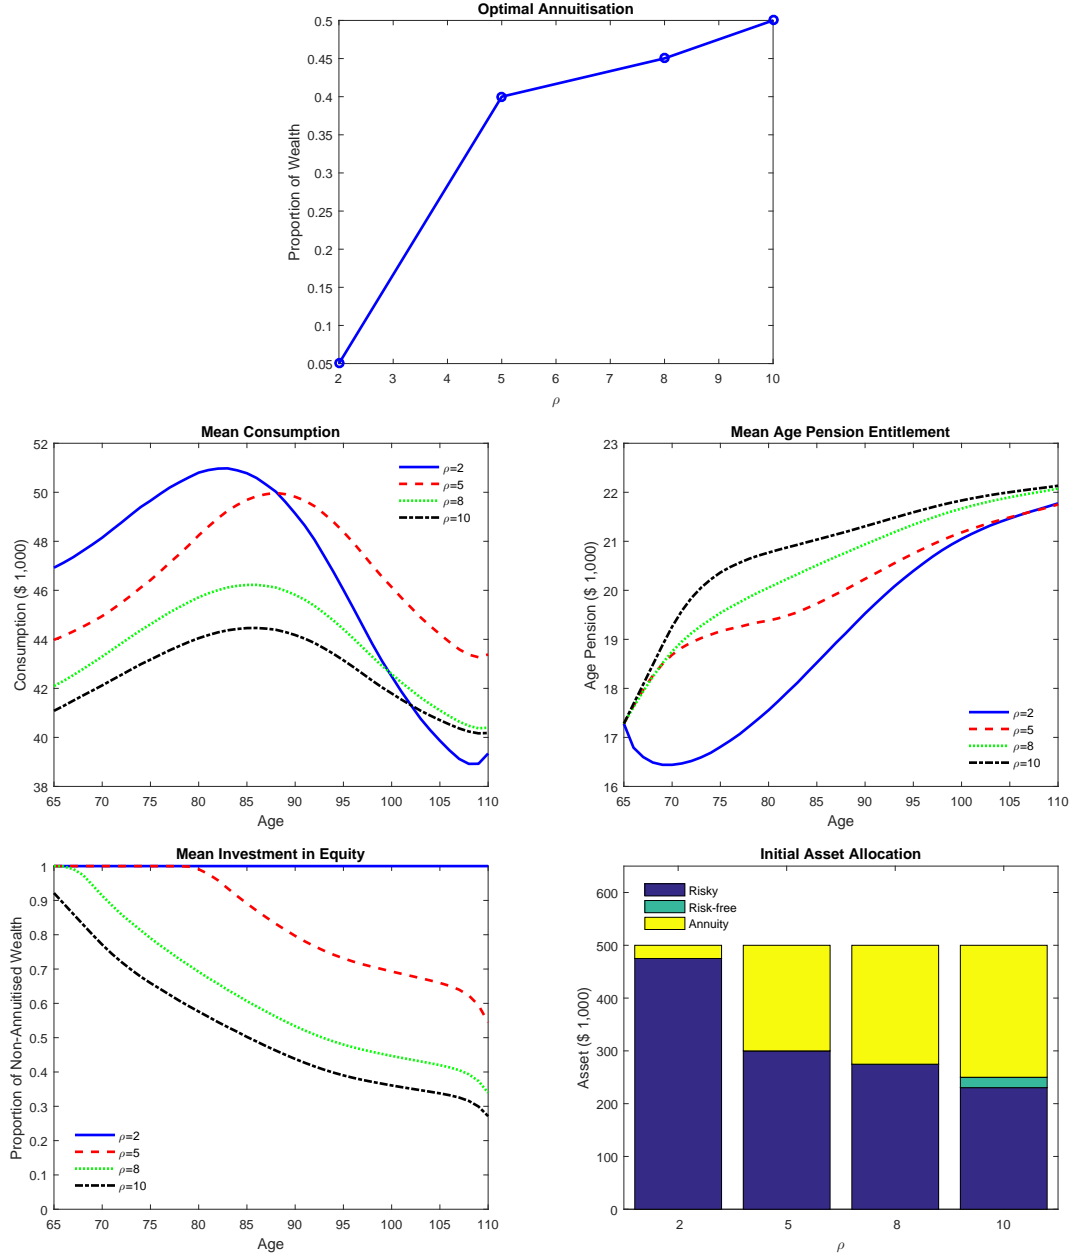 Optimal Annuitisation
0.5
0.45
0.4
0.35
0.3
0.25
0.2
0.15
0.1
0.05
Proportion of Wealth
2 3 4 5 6 7 8 9 10
ρ
Mean Consumption
52
50
48
46
44
42
40
38
Consumption ($ 1,000)
ρ=2
ρ=5
ρ=8
ρ=10
65 70 75 80 85 90 95 100 105 110
Age
Mean Age Pension Entitlement
23
22
21
20
19
18
17
16
Age Pension ($ 1,000)
ρ=2
ρ=5
ρ=8
ρ=10
65 70 75 80 85 90 95 100 105 110
Age
Mean Investment in Equity
1
0.9
0.8
0.7
0.6
0.5
0.4
0.3
0.2
0.1
0
Proportion of Non-Annuitised Wealth
ρ=2
ρ=5
ρ=8
ρ=10
65 70 75 80 85 90 95 100 105 110
Age
Initial Asset Allocation
600
500
400
300
200
100
0
Asset ($ 1,000)
Risky
Risk-free
Annuity
2 5 8 10
ρ